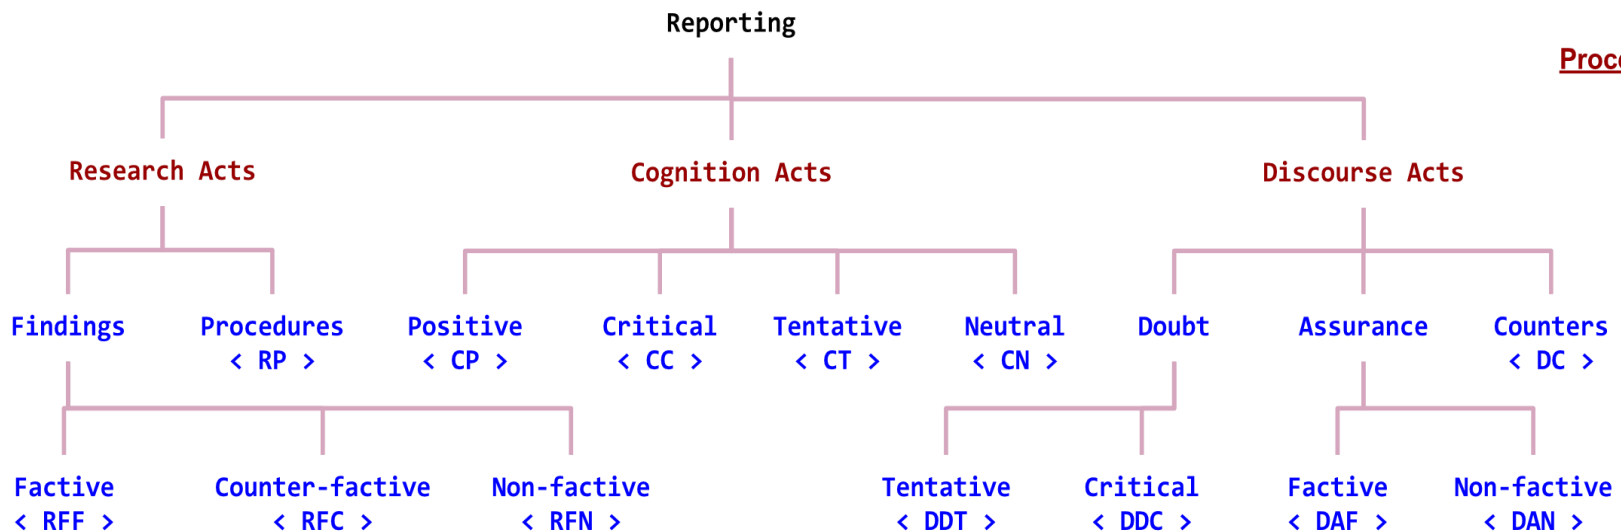 Reporting
Research Acts
Cognition Acts
Discourse Acts
Findings
Procedures
< RP >
Positive
< CP >
Critical
< CC >
Tentative
< CT >
Neutral
< CN >
Doubt
Assurance
Counters
< DC >
Factive
< RFF >
Counter-factive
< RFC >
Non-factive
< RFN >
Tentative
< DDT >
Critical
< DDC >
Factive
< DAF >
Non-factive
< DAN >